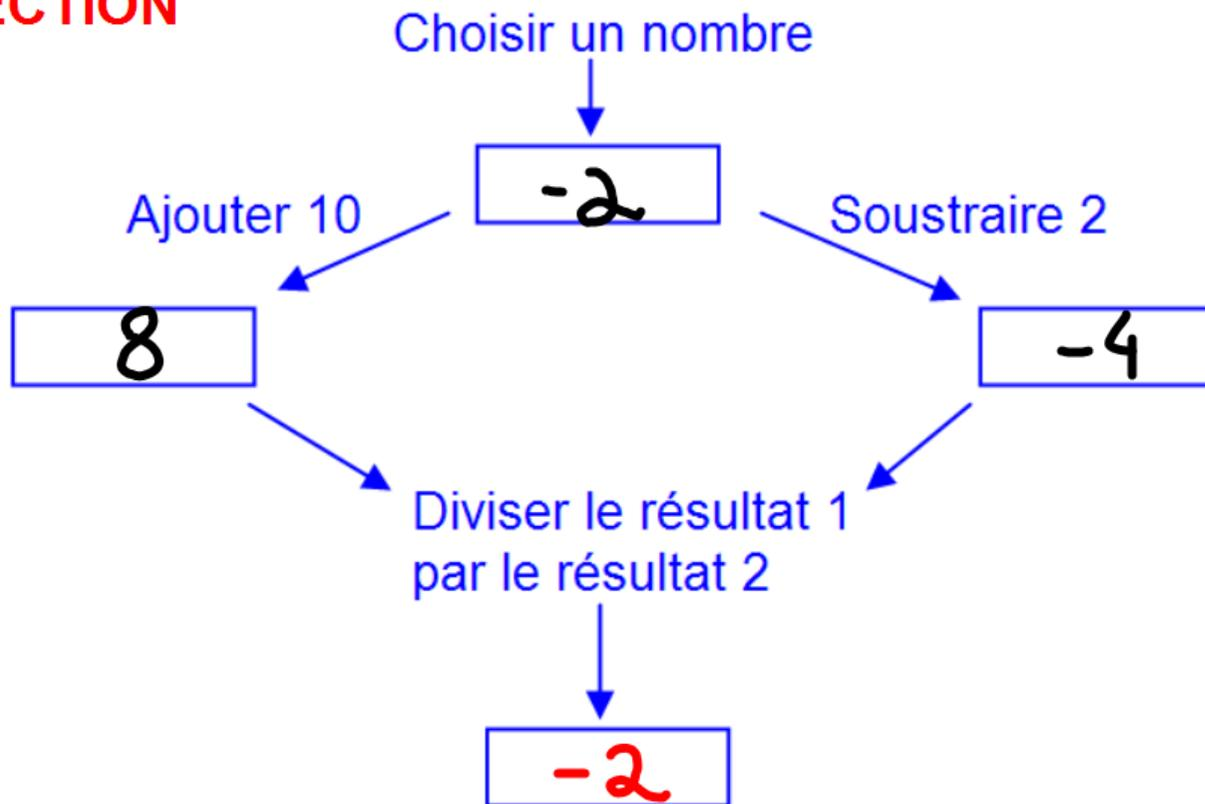 ECTION
Choisir un nombre
-2
Ajouter 10
Soustraire 2
8
-4
Diviser le résultat 1
par le résultat 2
-2